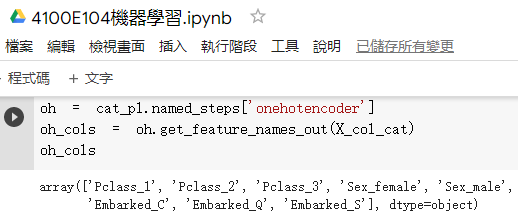 4100E104機器學習.ipynb
檔案 編輯 檢視畫面 插入 執行階段 工具 說明 已儲存所有變更
+ 程式碼 + 文字
oh = cat_pl.named_steps['onehotencoder']
oh_cols = oh.get_feature_names_out(X_col_cat)
oh_cols
array(['Pclass_1', 'Pclass_2', 'Pclass_3', 'Sex_female', 'Sex_male',
'Embarked_C', 'Embarked_Q', 'Embarked_S'], dtype=object)